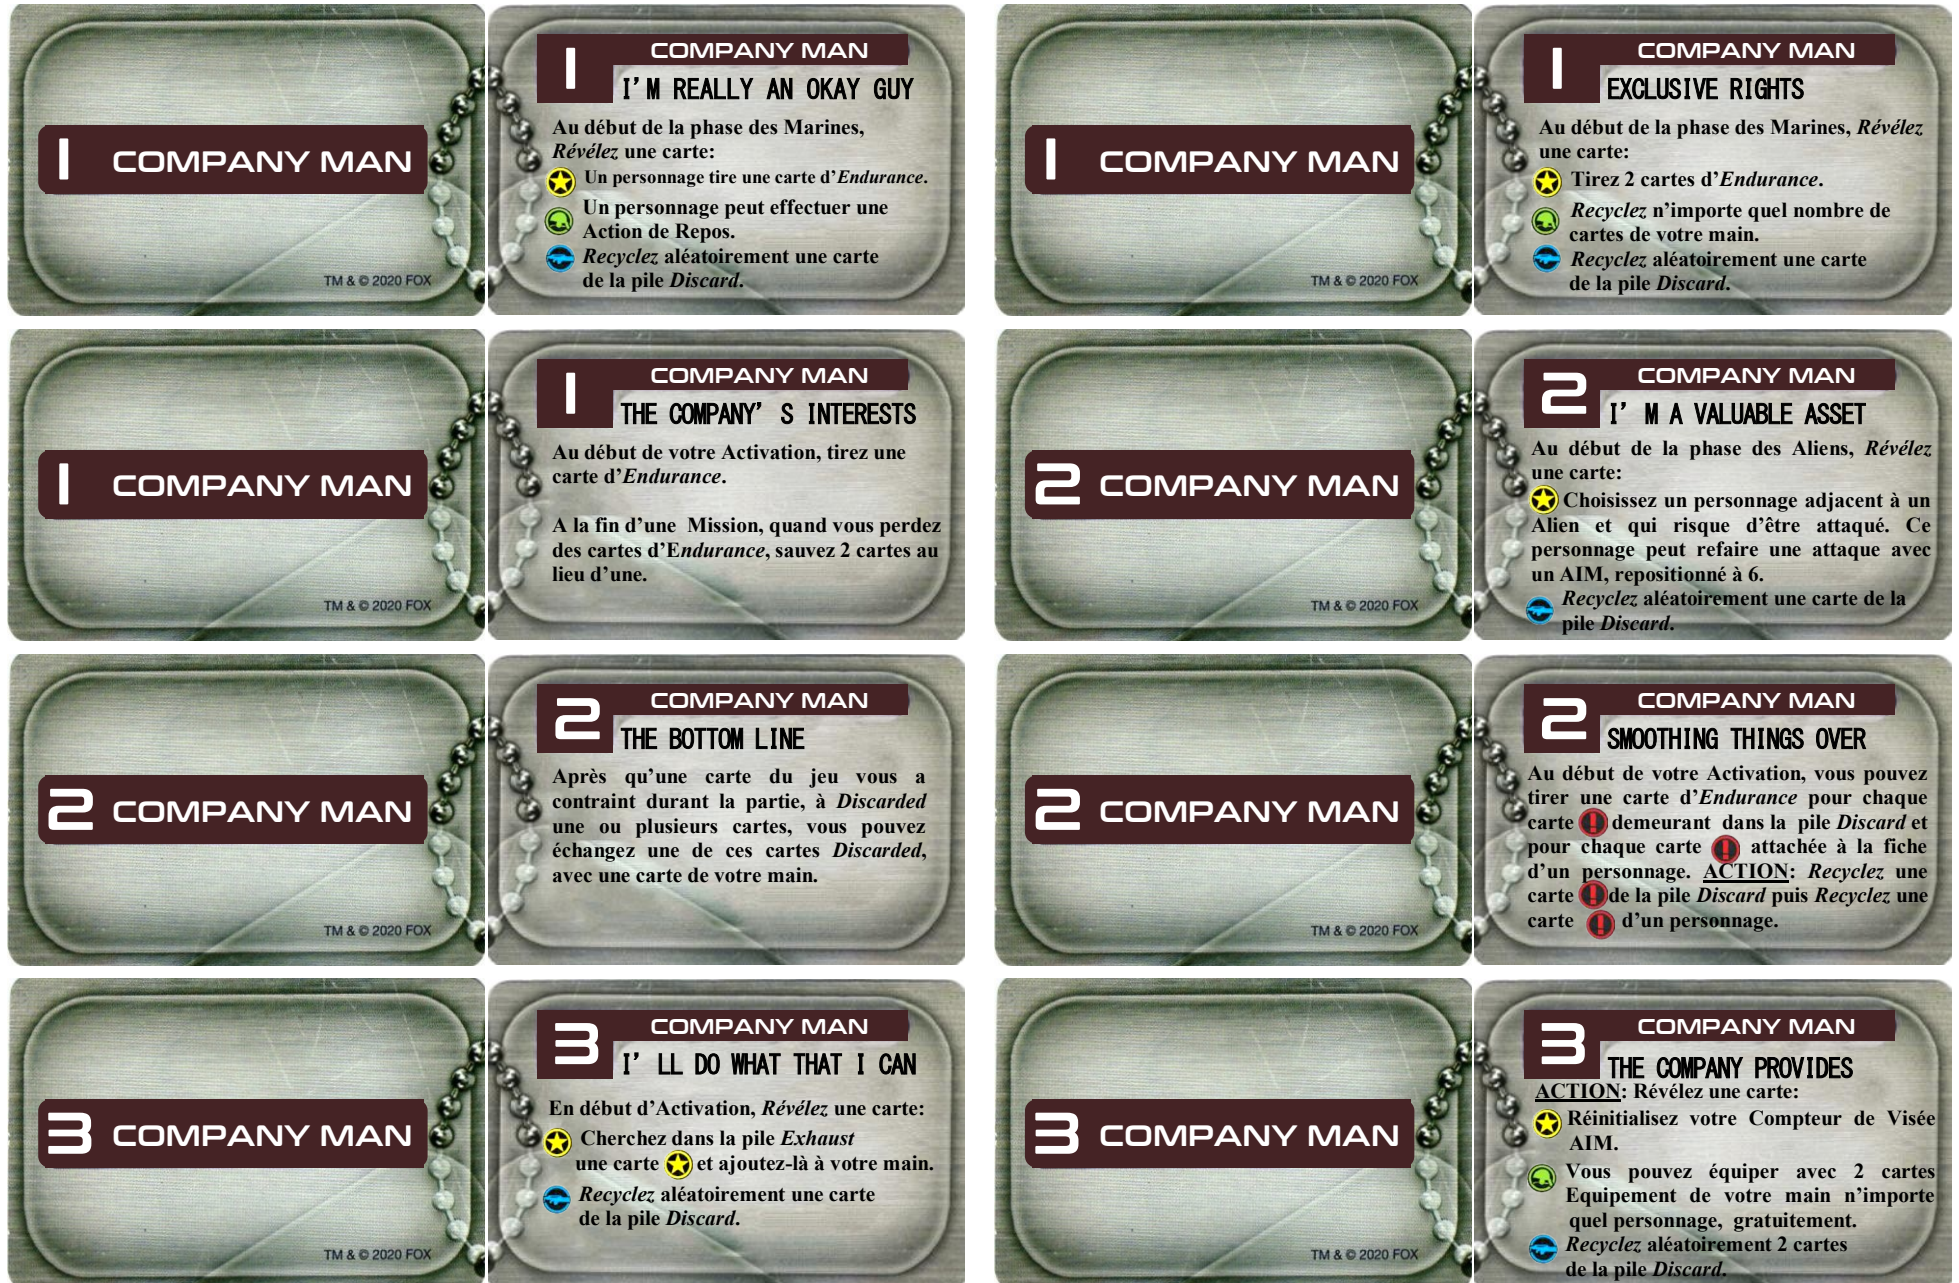 1 COMPANY MAN
TM & © 2020 FOX
1 COMPANY MAN
I'M REALLY AN OKAY GUY
Au début de la phase des Marines,
Révélez une carte:
Un personnage tire une carte d'Endurance.
Un personnage peut effectuer une
Action de Repos.
Recyclez aléatoirement une carte
de la pile Discard.
1 COMPANY MAN
TM & © 2020 FOX
1 COMPANY MAN
EXCLUSIVE RIGHTS
Au début de la phase des Marines, Révélez
une carte:
Tirez 2 cartes d'Endurance.
Recyclez n'importe quel nombre de
cartes de votre main.
Recyclez aléatoirement une carte
de la pile Discard.
1 COMPANY MAN
TM & © 2020 FOX
1 COMPANY MAN
THE COMPANY'S INTERESTS
Au début de votre Activation, tirez une
carte d'Endurance.
A la fin d'une Mission, quand vous perdez
des cartes d'Endurance, sauvez 2 cartes au
lieu d'une.
2 COMPANY MAN
TM & © 2020 FOX
2 COMPANY MAN
I'M A VALUABLE ASSET
Au début de la phase des Aliens, Révélez
une carte:
Choisissez un personnage adjacent à un
Alien et qui risque d'être attaqué. Ce
personnage peut refaire une attaque avec
un AIM, repositionné à 6.
Recyclez aléatoirement une carte de la
pile Discard.
2 COMPANY MAN
TM & © 2020 FOX
2 COMPANY MAN
THE BOTTOM LINE
Après qu'une carte du jeu vous a
contraint durant la partie, à Discarded
une ou plusieurs cartes, vous pouvez
échangez une de ces cartes Discarded,
avec une carte de votre main.
2 COMPANY MAN
TM & © 2020 FOX
2 COMPANY MAN
SMOOTHING THINGS OVER
Au début de votre Activation, vous pouvez
tirer une carte d'Endurance pour chaque
carte ! demeurant dans la pile Discard et
pour chaque carte ! attachée à la fiche
d'un personnage. ACTION: Recyclez une
carte ! de la pile Discard puis Recyclez une
carte ! d'un personnage.
3 COMPANY MAN
TM & © 2020 FOX
3 COMPANY MAN
I'LL DO WHAT THAT I CAN
En début d'Activation, Révélez une carte:
Cherchez dans la pile Exhaust
une carte et ajoutez-là à votre main.
Recyclez aléatoirement une carte
de la pile Discard.
3 COMPANY MAN
TM & © 2020 FOX
3 COMPANY MAN
THE COMPANY PROVIDES
ACTION: Révélez une carte:
Réinitialisez votre Compteur de Visée
AIM.
Vous pouvez équiper avec 2 cartes
Equipement de votre main n'importe
quel personnage, gratuitement.
Recyclez aléatoirement 2 cartes
de la pile Discard.